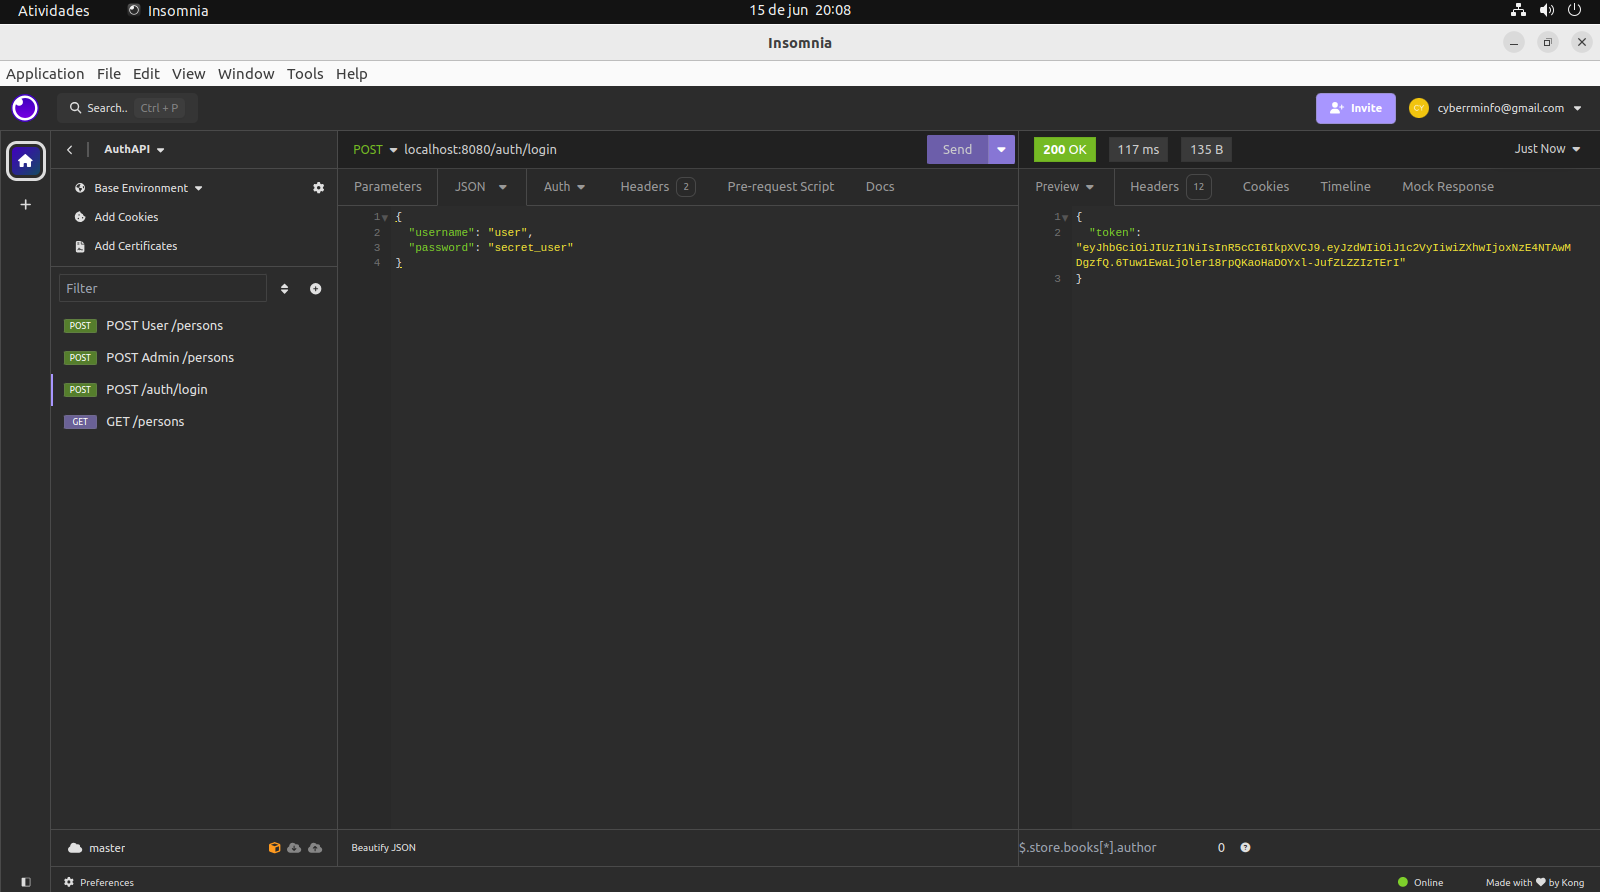 Atividades
Insomnia
15 de jun 20:08
Insomnia
Application File Edit View Window Tools Help
Search.. Ctrl + P
Invite
CY
cyberrminfo@gmail.com
AuthAPI
POST localhost:8080/auth/login
Send
200 OK
117 ms
135 B
Just Now
Base Environment
Add Cookies
Add Certificates
Parameters
JSON
Auth
Headers 2
Pre-request Script
Docs
Preview
Headers 12
Cookies
Timeline
Mock Response
Filter
POST POST User /persons
POST POST Admin /persons
POST POST /auth/login
GET GET /persons
1 {
2 "username": "user",
3 "password": "secret_user"
4 }
1 {
2 "token":
"eyJhbGciOiJIUzI1NiIsInR5cCI6IkpXVCJ9.eyJzdWIiOiJ1c2VyIiwiZXhwIjoxNzE4NTAwM
DgzfQ.6Tuw1EwaLjOler18rpQKaoHaDOYxl-JufZLZZIzTErI"
3 }
master
Beautify JSON
$.store.books[*].author
0
Preferences
Online
Made with by Kong